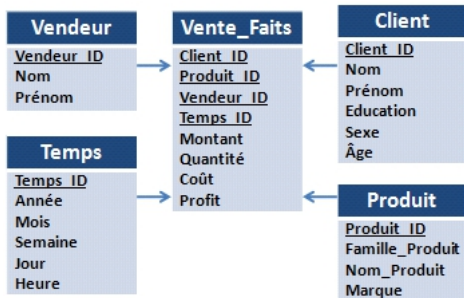 Vendeur
Vendeur_ID
Nom
Prénom
Temps
Temps_ID
Année
Mois
Semaine
Jour
Heure
Vente_Faits
Client_ID
Produit_ID
Vendeur_ID
Temps_ID
Montant
Quantité
Coût
Profit
Client
Client_ID
Nom
Prénom
Education
Sexe
Âge
Produit
Produit_ID
Famille_Produit
Nom_Produit
Marque